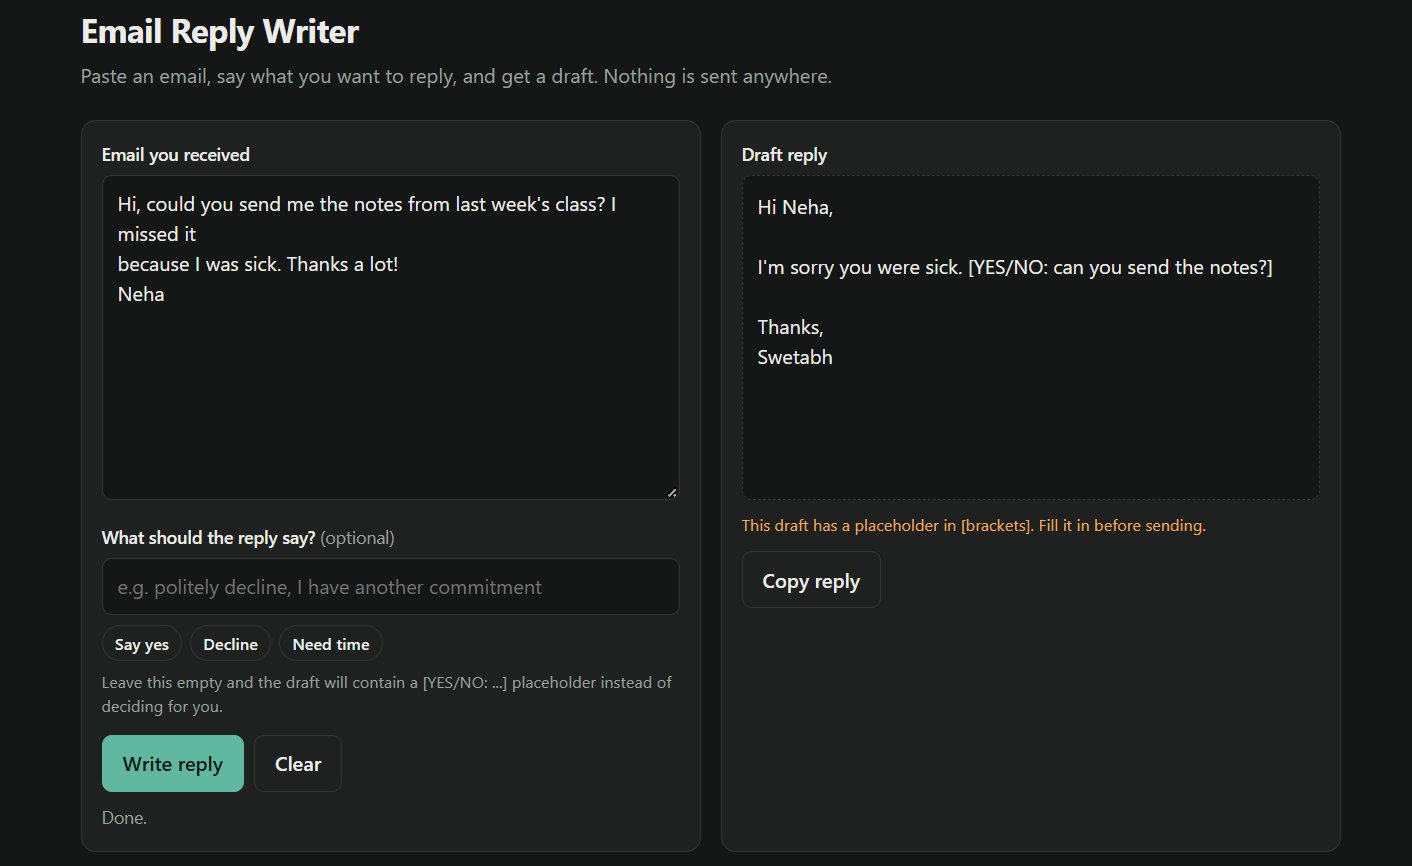 Email Reply Writer
Paste an email, say what you want to reply, and get a draft. Nothing is sent anywhere.
Email you received
Hi, could you send me the notes from last week's class? I
missed it
because I was sick. Thanks a lot!
Neha
What should the reply say? (optional)
e.g. politely decline, I have another commitment
Say yes
Decline
Need time
Leave this empty and the draft will contain a [YES/NO: ...] placeholder instead of
deciding for you.
Write reply
Clear
Done.
Draft reply
Hi Neha,
I'm sorry you were sick. [YES/NO: can you send the notes?]
Thanks,
Swetabh
This draft has a placeholder in [brackets]. Fill it in before sending.
Copy reply